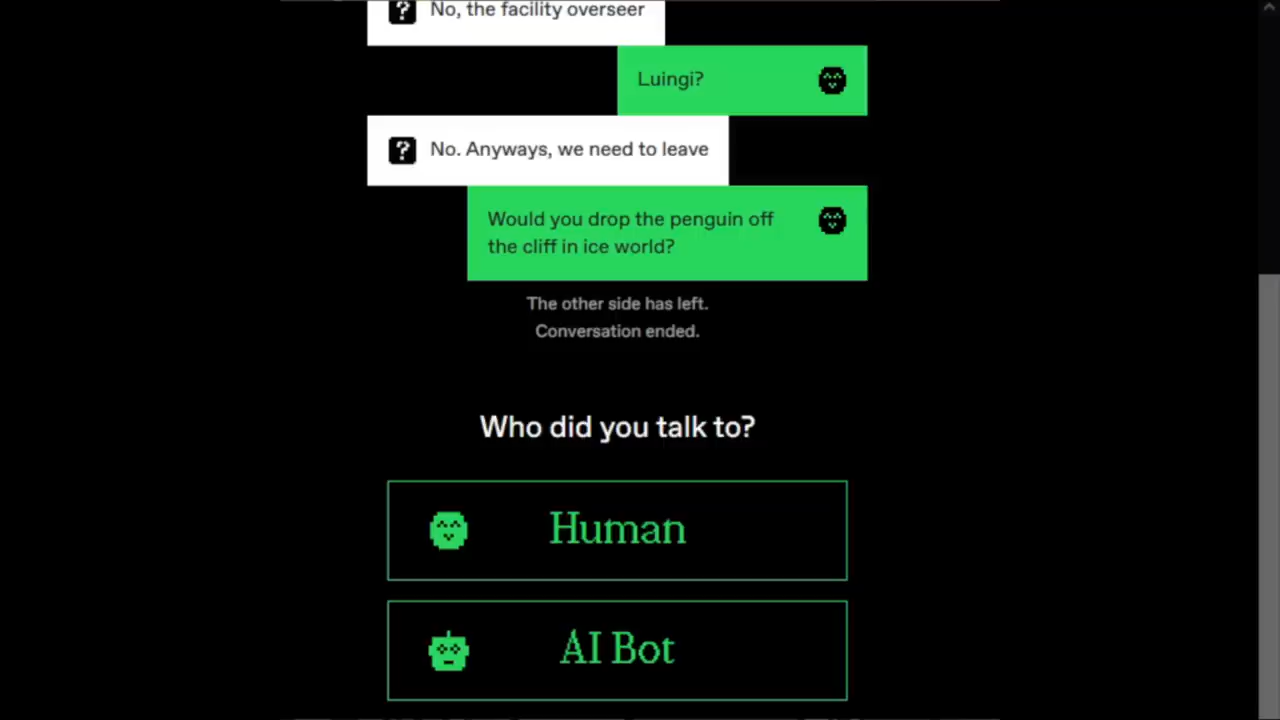 No, the facility overseer
Luingi?
No. Anyways, we need to leave
Would you drop the penguin off
the cliff in ice world?
The other side has left.
Conversation ended.
Who did you talk to?
Human
AI Bot